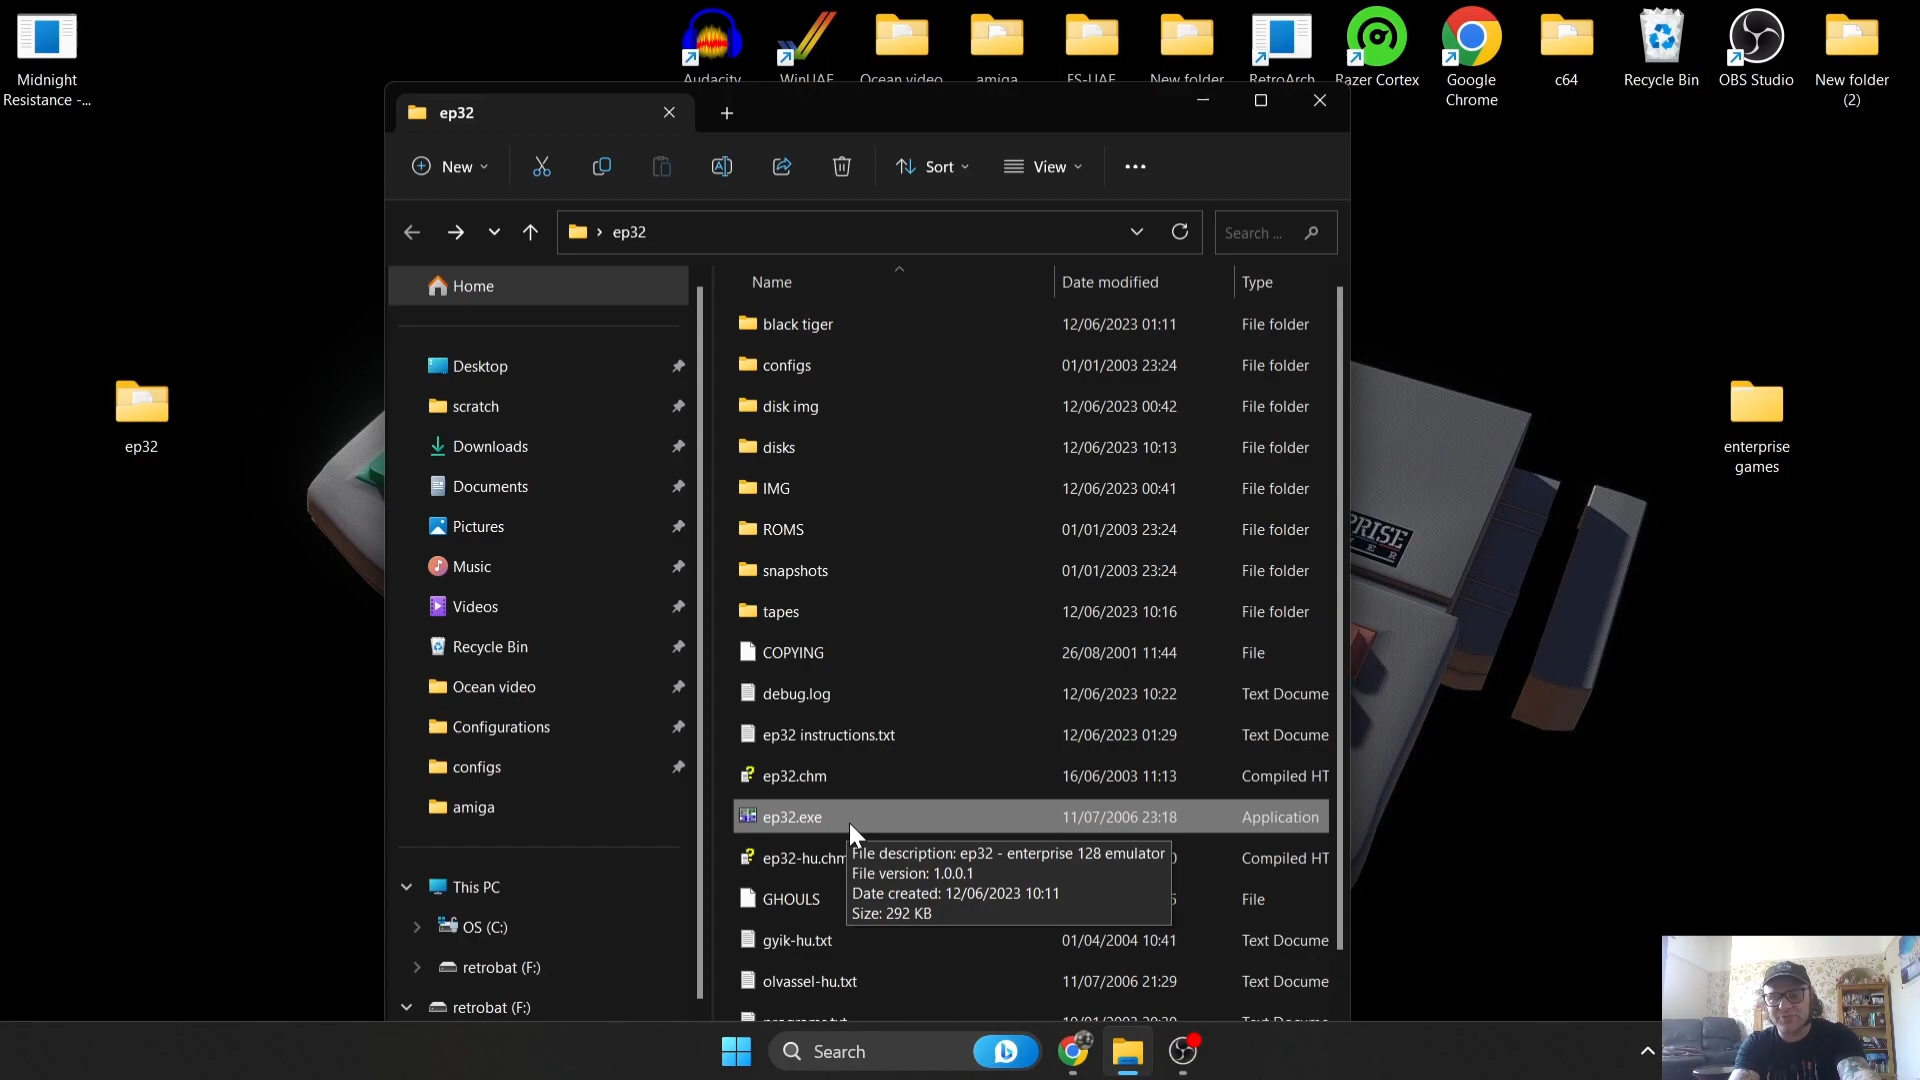 Midnight
Resistance -...
Audacity
WinUAE
Ocean video
amiga
FS-UAE
New folder
RetroArch
Razer Cortex
Google
Chrome
c64
Recycle Bin
OBS Studio
New folder
(2)
ep32
New
Sort
View
ep32
Search ...
Home
Desktop
scratch
Downloads
Documents
Pictures
Music
Videos
Recycle Bin
Ocean video
Configurations
configs
amiga
This PC
OS (C:)
retrobat (F:)
retrobat (F:)
Name Date modified Type
black tiger 12/06/2023 01:11 File folder
configs 01/01/2003 23:24 File folder
disk img 12/06/2023 00:42 File folder
disks 12/06/2023 10:13 File folder
IMG 12/06/2023 00:41 File folder
ROMS 01/01/2003 23:24 File folder
snapshots 01/01/2003 23:24 File folder
tapes 12/06/2023 10:16 File folder
COPYING 26/08/2001 11:44 File
debug.log 12/06/2023 10:22 Text Docume
ep32 instructions.txt 12/06/2023 01:29 Text Docume
ep32.chm 16/06/2003 11:13 Compiled HT
ep32.exe 11/07/2006 23:18 Application
ep32-hu.chm Compiled HT
GHOULS File
gyik-hu.txt 01/04/2004 10:41 Text Docume
olvassel-hu.txt 11/07/2006 21:29 Text Docume
File description: ep32 - enterprise 128 emulator
File version: 1.0.0.1
Date created: 12/06/2023 10:11
Size: 292 KB
ep32
enterprise
games
Search